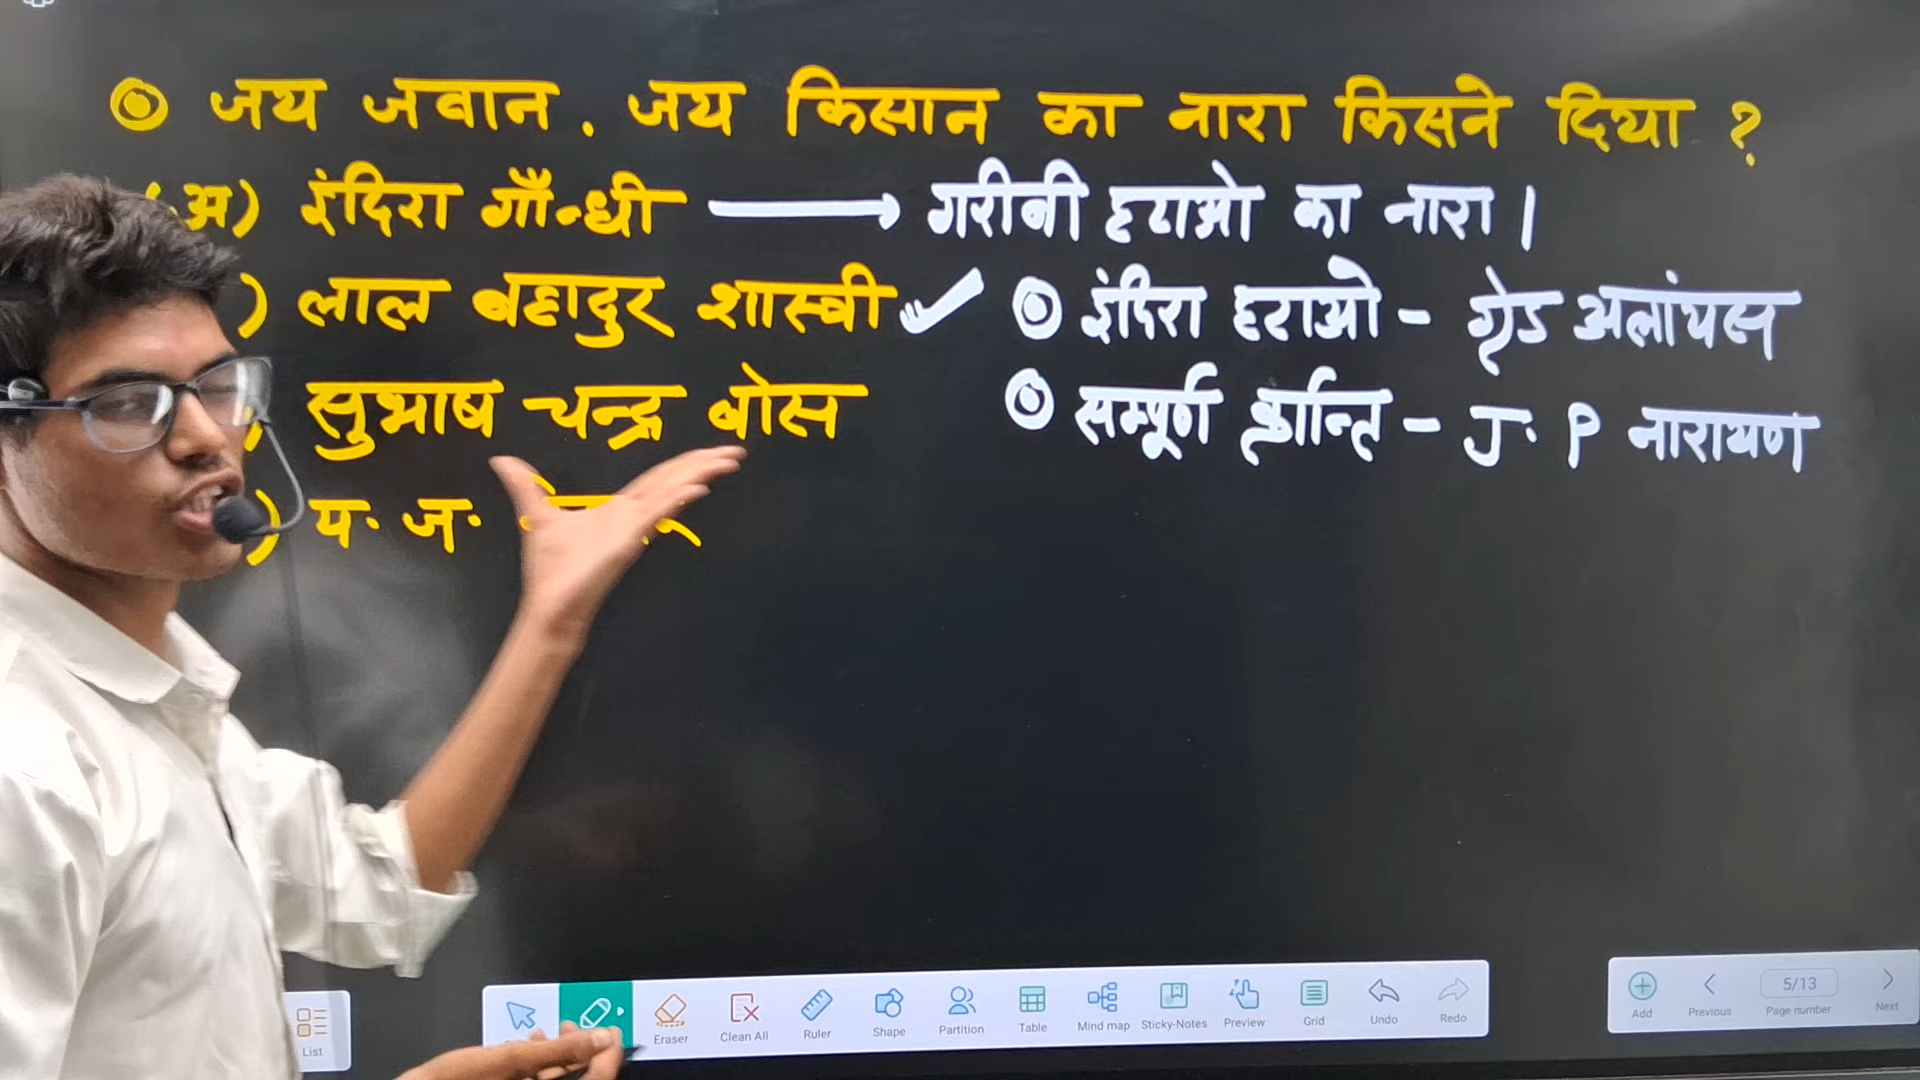 जय जवान . जय किसान का नारा किसने दिया ?
अ) इंदिरा गाँन्धी → गरीबी हटाओ का नारा |
) लाल बहादुर शास्त्री ✓
इंदिरा हटाओ - ग्रेड अलांयस
) सुभाष चन्द्र बोस
सम्पूर्ण क्रान्ति - J. P नारायण
) प. ज.
List
Eraser
Clean All
Ruler
Shape
Partition
Table
Mind map
Sticky-Notes
Preview
Grid
Undo
Redo
Add
Previous
5/13
Page number
Next